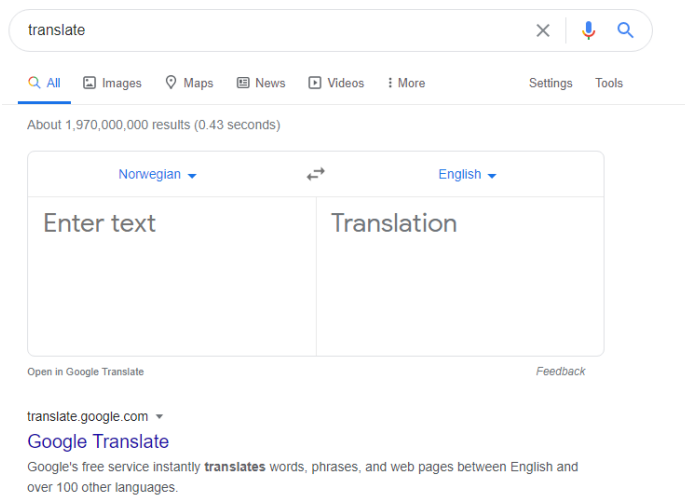 translate
All Images Maps News Videos More Settings Tools
About 1,970,000,000 results (0.43 seconds)
Norwegian English
Enter text Translation
Open in Google Translate Feedback
translate.google.com
Google Translate
Google's free service instantly translates words, phrases, and web pages between English and
over 100 other languages.